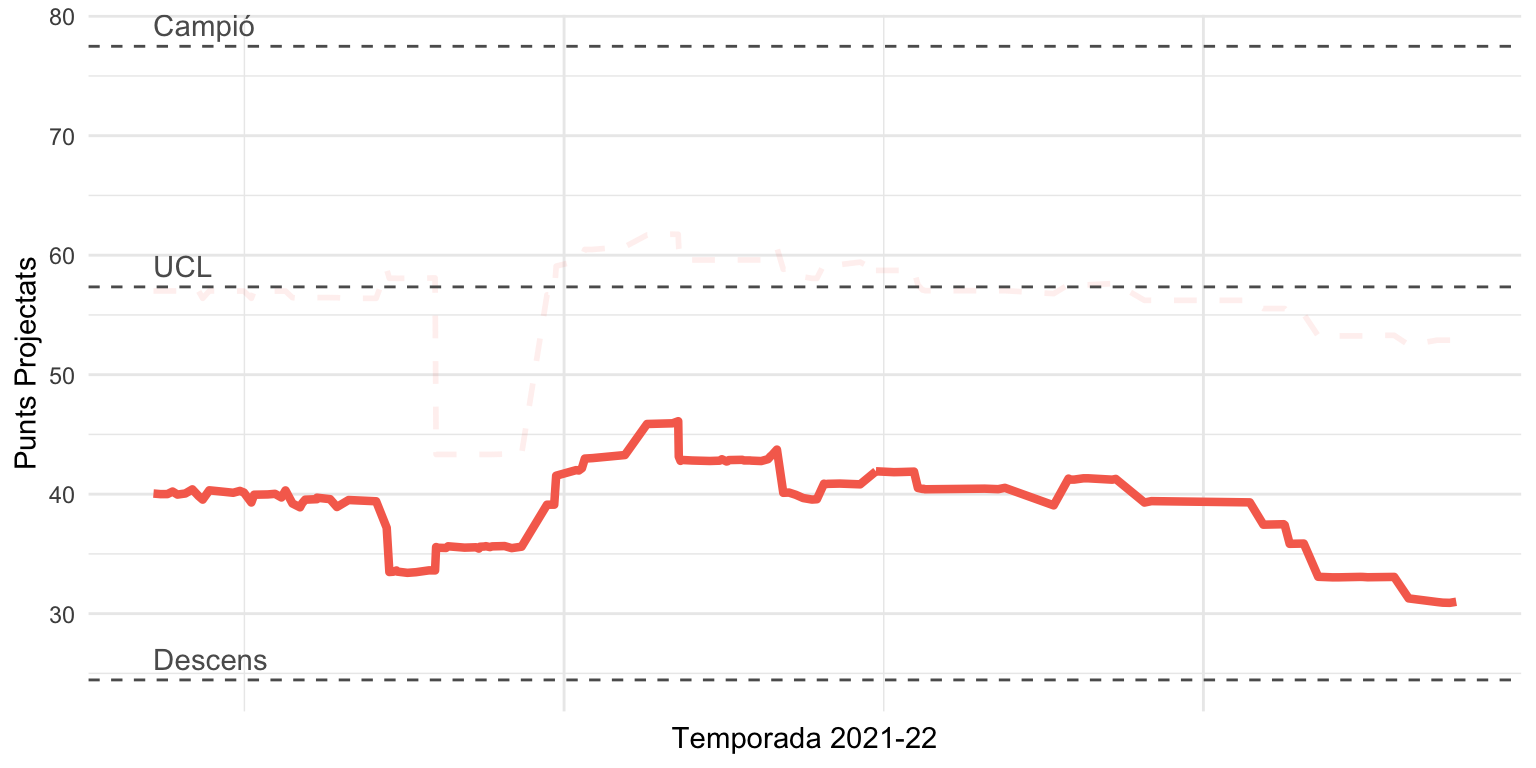 80
Campió
70
60
UCL
50
40
30
Descens
Punts Projectats
Temporada 2021-22